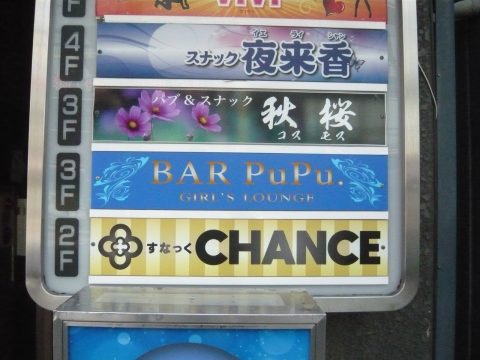 ViVi
4F
イエ ライ シャン
スナック 夜来香
3F
パブ&スナック 秋桜
コスモス
3F
BAR PuPu.
GIRL'S LOUNGE
2F
すなっく CHANCE